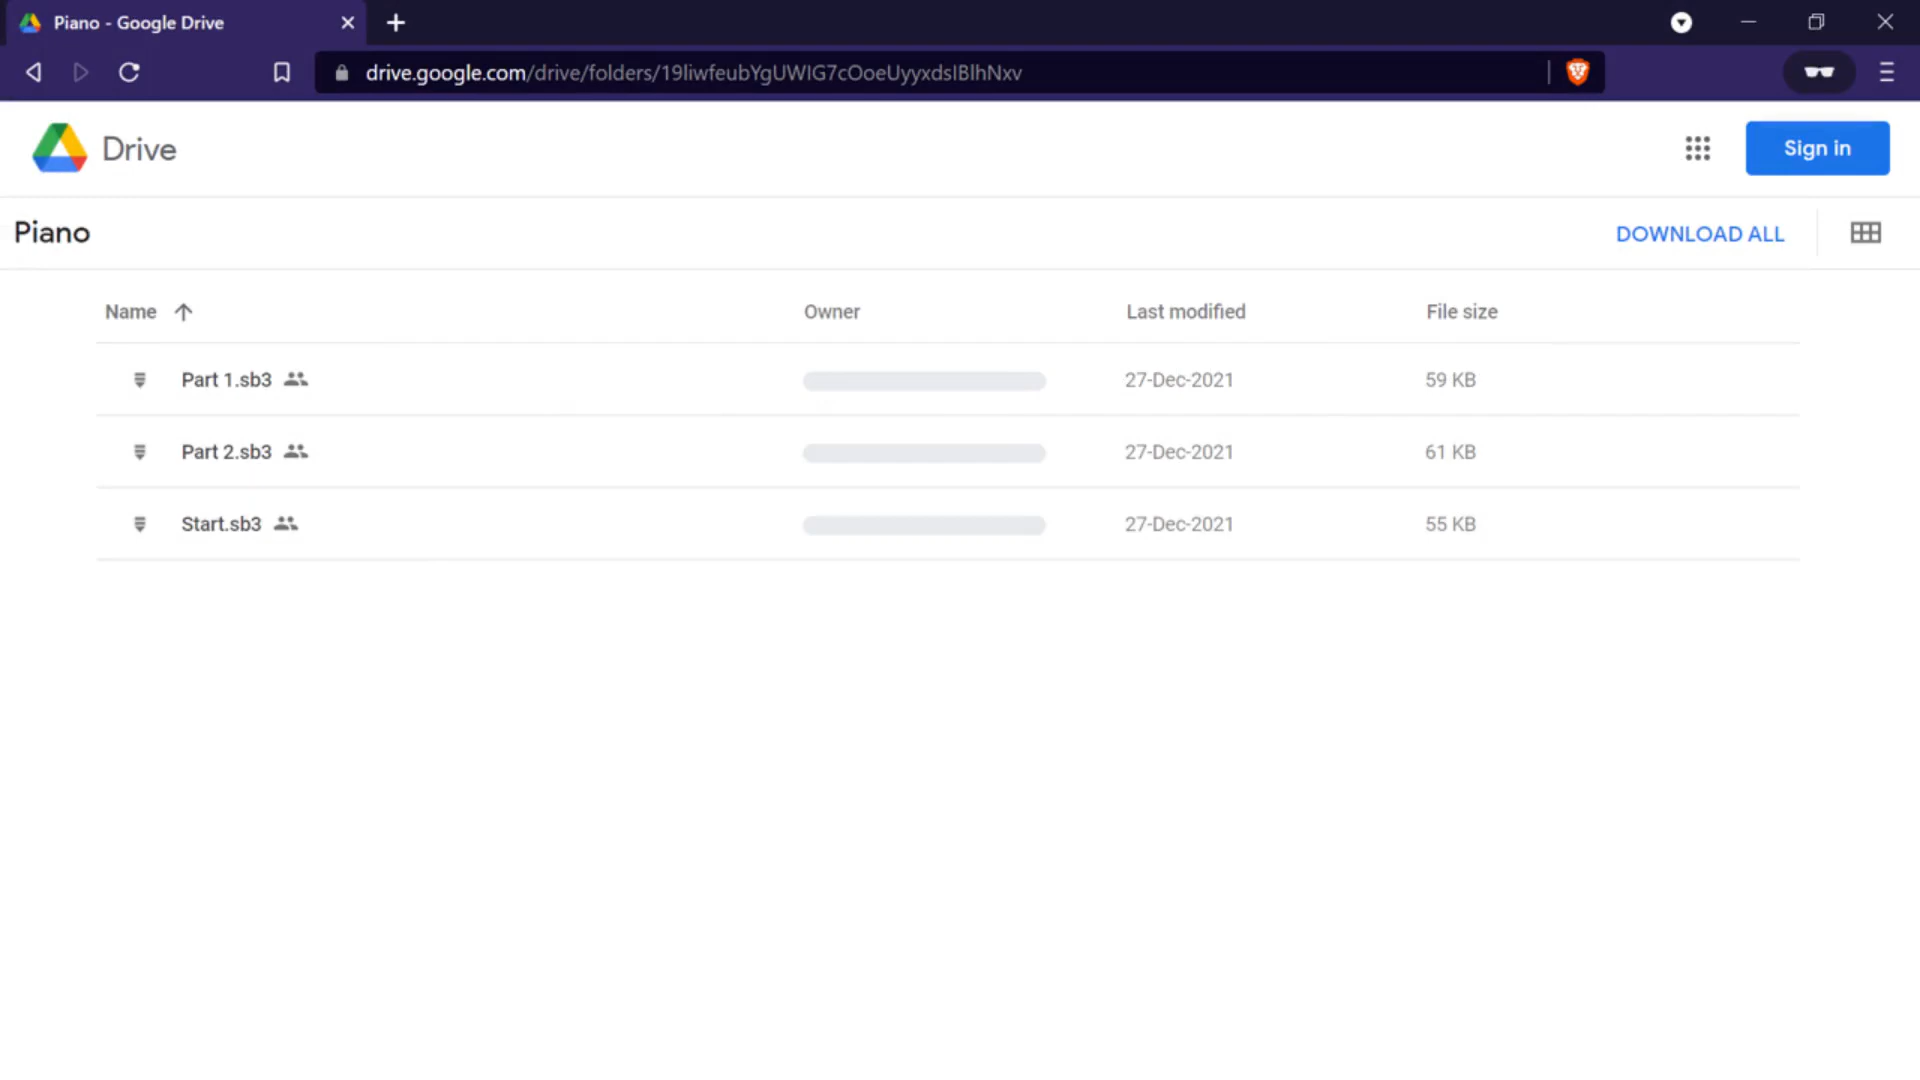 Piano - Google Drive
drive.google.com/drive/folders/19liwfeubYgUWIG7cOoeUyyxdsIBlhNxv
Drive
Sign in
Piano
DOWNLOAD ALL
Name Owner Last modified File size
Part 1.sb3 27-Dec-2021 59 KB
Part 2.sb3 27-Dec-2021 61 KB
Start.sb3 27-Dec-2021 55 KB